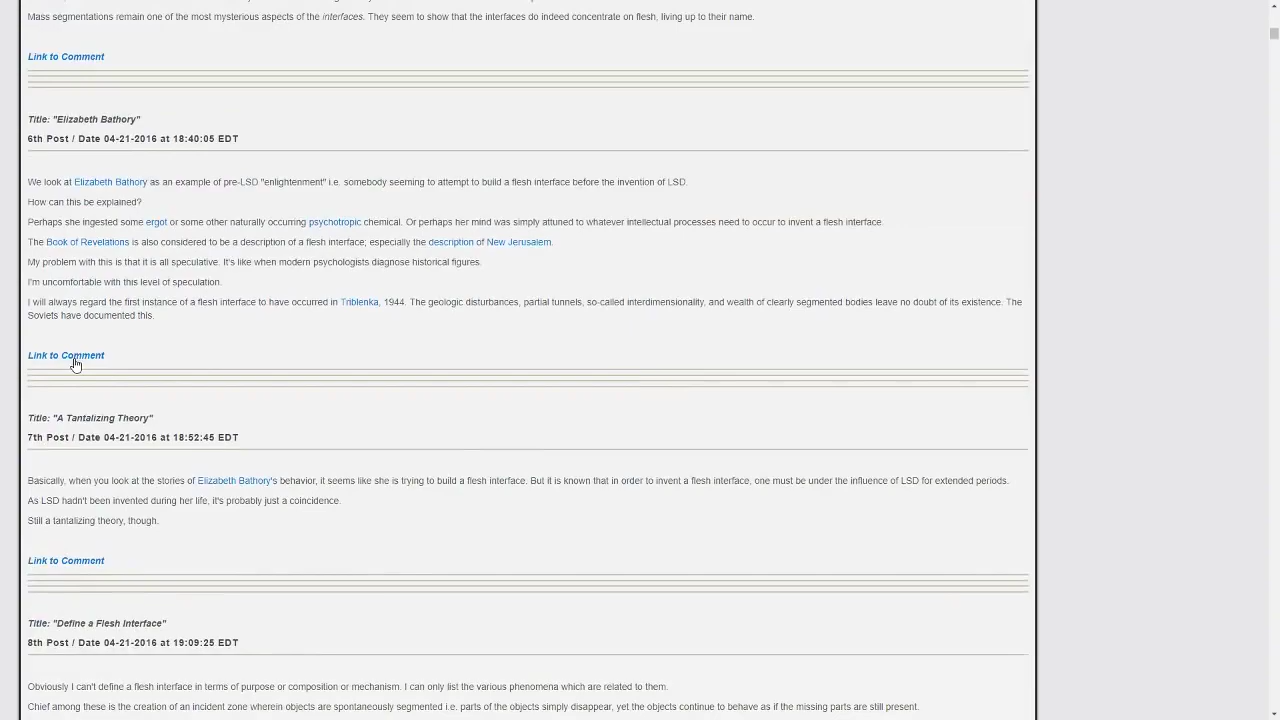 Mass segmentations remain one of the most mysterious aspects of the interfaces. They seem to show that the interfaces do indeed concentrate on flesh, living up to their name.
Link to Comment
Title: "Elizabeth Bathory"
6th Post / Date 04-21-2016 at 18:40:05 EDT
We look at Elizabeth Bathory as an example of pre-LSD "enlightenment" i.e. somebody seeming to attempt to build a flesh interface before the invention of LSD.
How can this be explained?
Perhaps she ingested some ergot or some other naturally occurring psychotropic chemical. Or perhaps her mind was simply attuned to whatever intellectual processes need to occur to invent a flesh interface.
The Book of Revelations is also considered to be a description of a flesh interface; especially the description of New Jerusalem.
My problem with this is that it is all speculative. It's like when modern psychologists diagnose historical figures.
I'm uncomfortable with this level of speculation.
I will always regard the first instance of a flesh interface to have occurred in Triblenka, 1944. The geologic disturbances, partial tunnels, so-called interdimensionality, and wealth of clearly segmented bodies leave no doubt of its existence. The
Soviets have documented this.
Link to Comment
Title: "A Tantalizing Theory"
7th Post / Date 04-21-2016 at 18:52:45 EDT
Basically, when you look at the stories of Elizabeth Bathory's behavior, it seems like she is trying to build a flesh interface. But it is known that in order to invent a flesh interface, one must be under the influence of LSD for extended periods.
As LSD hadn't been invented during her life, it's probably just a coincidence.
Still a tantalizing theory, though.
Link to Comment
Title: "Define a Flesh Interface"
8th Post / Date 04-21-2016 at 19:09:25 EDT
Obviously I can't define a flesh interface in terms of purpose or composition or mechanism. I can only list the various phenomena which are related to them.
Chief among these is the creation of an incident zone wherein objects are spontaneously segmented i.e. parts of the objects simply disappear, yet the objects continue to behave as if the missing parts are still present.